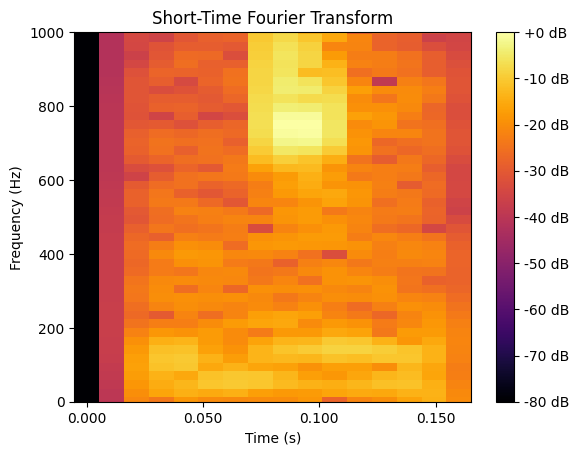 Short-Time Fourier Transform
1000
800
600
400
200
0
Frequency (Hz)
0.000
0.050
0.100
0.150
Time (s)
+0 dB
-10 dB
-20 dB
-30 dB
-40 dB
-50 dB
-60 dB
-70 dB
-80 dB